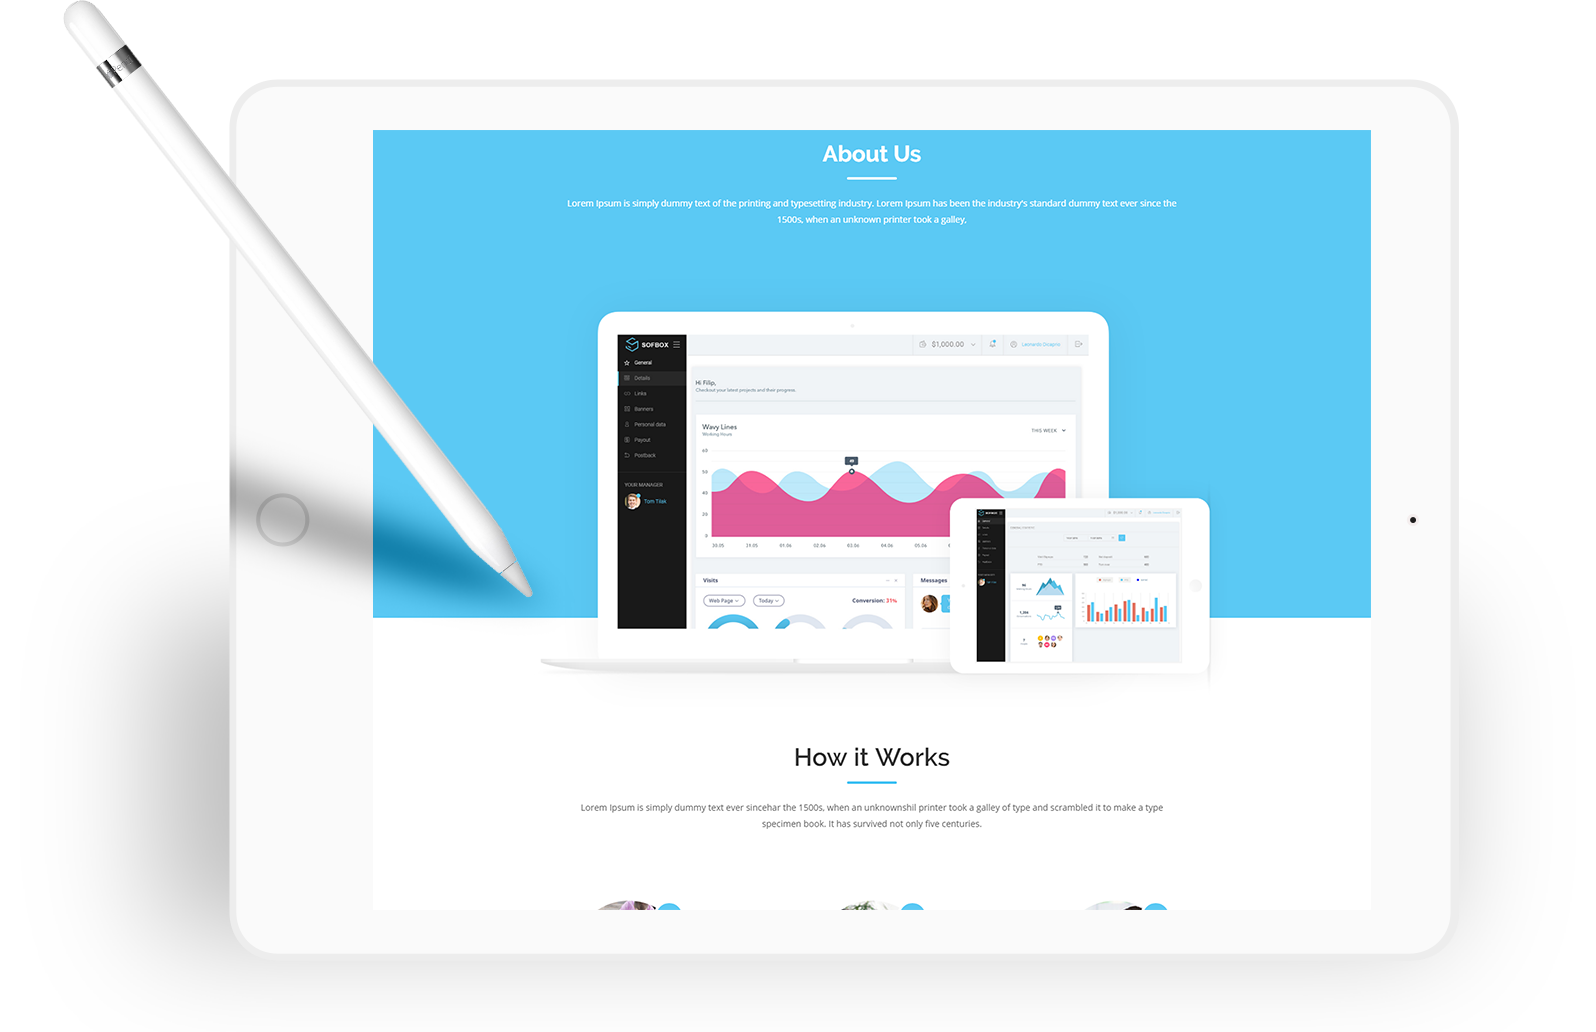 About Us
Lorem Ipsum is simply dummy text of the printing and typesetting industry. Lorem Ipsum has been the industry's standard dummy text ever since the
1500s, when an unknown printer took a galley,
SOFBOX
$1,000.00
Leonardo Dicaprio
General
Details
Links
Banners
Personal data
Payout
Postback
YOUR MANAGER
Tom Tilak
Hi Filip,
Checkout your latest projects and their progress.
Wavy Lines
Working Hours
THIS WEEK
60
50
40
20
0
30.05
31.05
01.06
02.06
03.06
04.06
05.06
Visits
Web Page
Today
Conversion: 31%
Messages
How it Works
Lorem Ipsum is simply dummy text ever sincehar the 1500s, when an unknownshil printer took a galley of type and scrambled it to make a type
specimen book. It has survived not only five centuries.